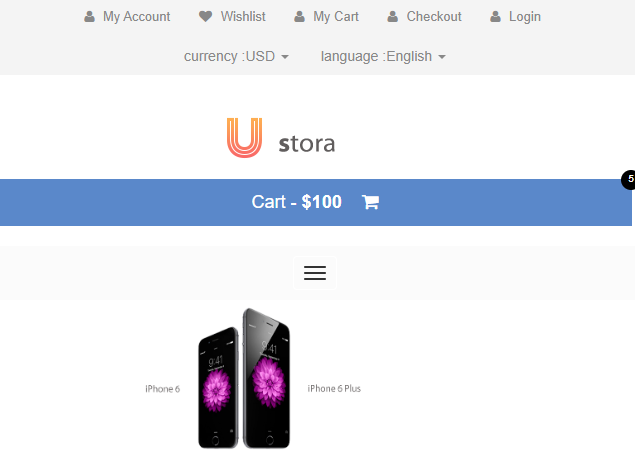 My Account Wishlist My Cart Checkout Login
currency :USD language :English
U stora
5
Cart - $100
9:41
9:41
iPhone 6 iPhone 6 Plus